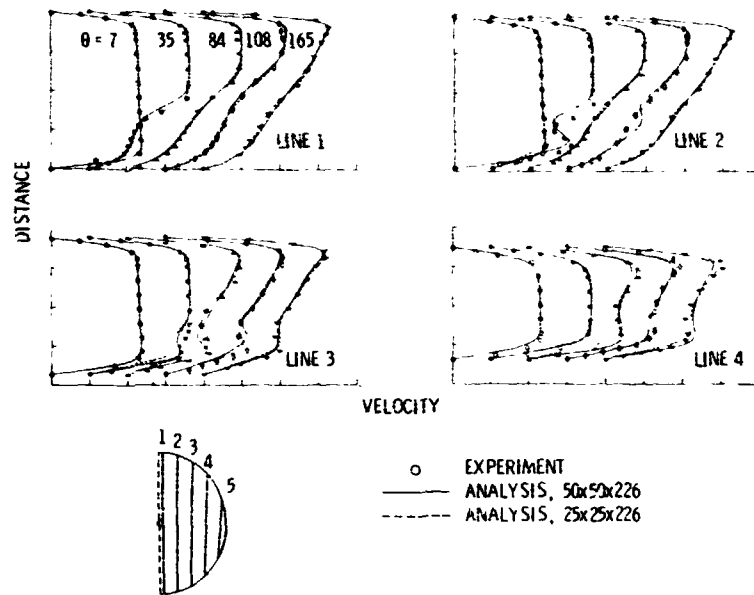 θ = 7 35 84 108 165
LINE 1
LINE 2
DISTANCE
LINE 3
LINE 4
VELOCITY
1 2 3 4 5
EXPERIMENT
ANALYSIS, 50x50x226
ANALYSIS, 25x25x226